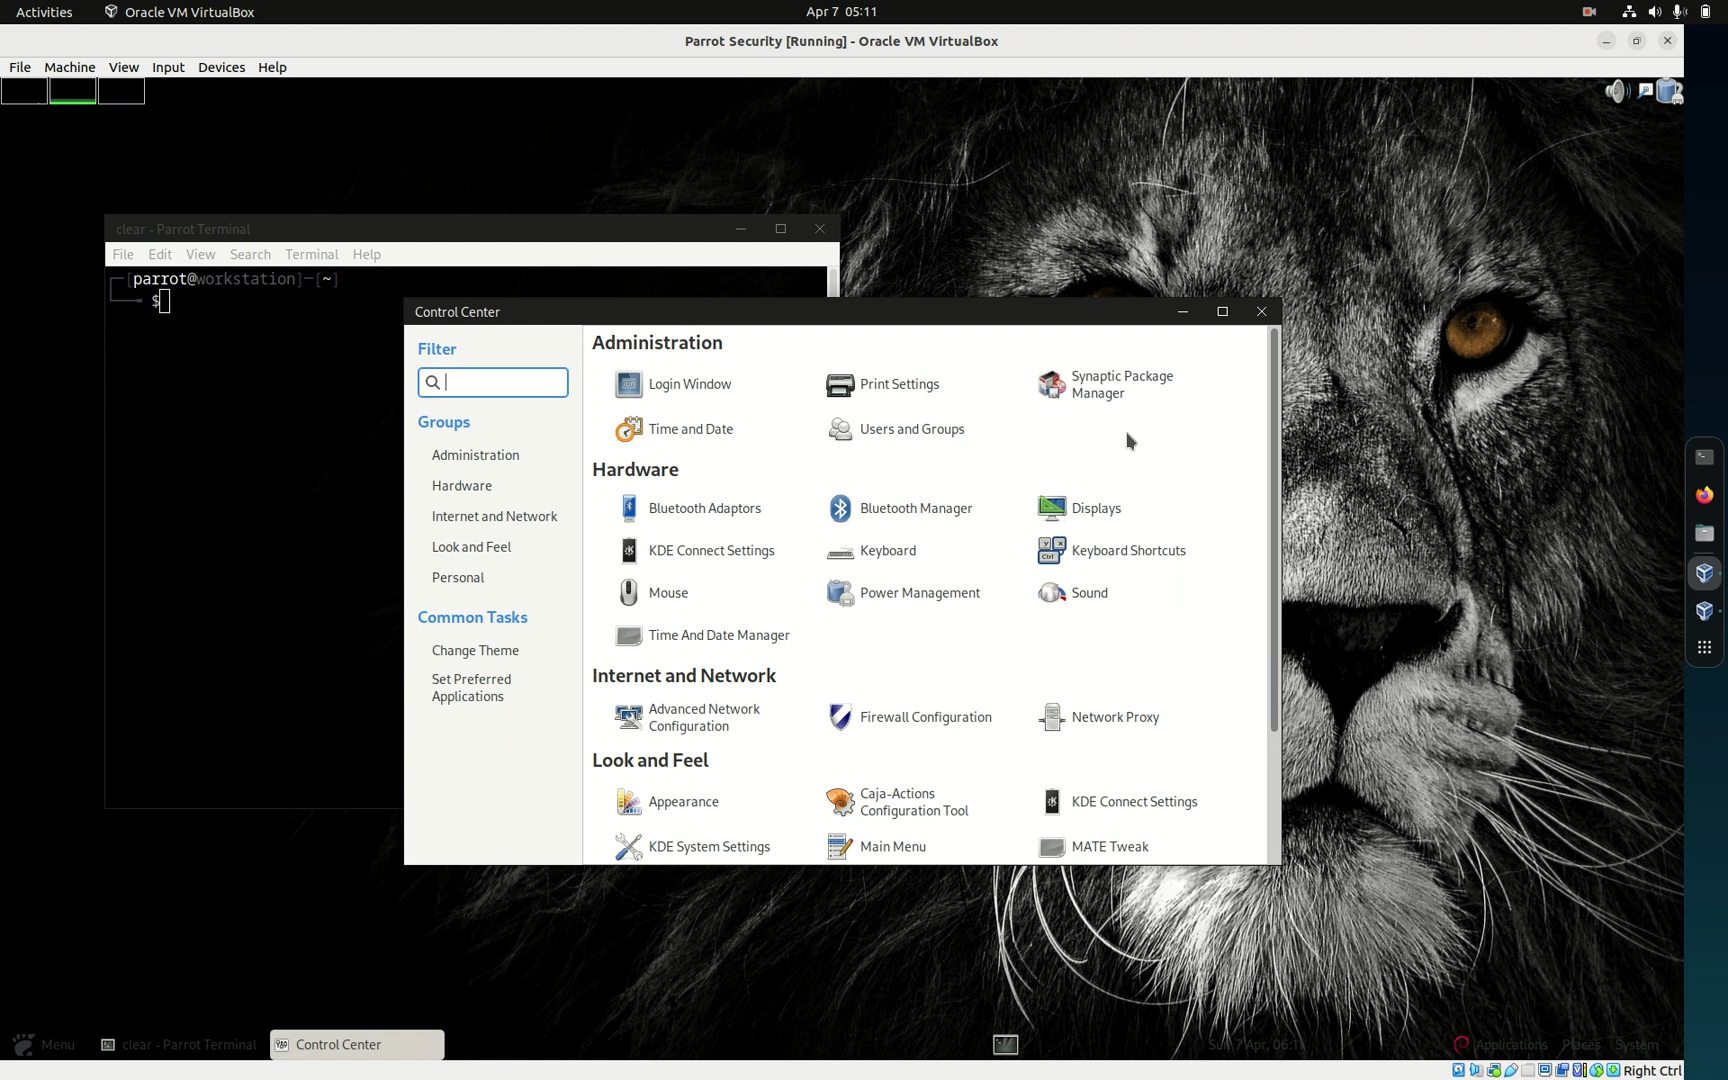 Activities Oracle VM VirtualBox Apr 7 05:11
Parrot Security [Running] - Oracle VM VirtualBox
File Machine View Input Devices Help
clear - Parrot Terminal
File Edit View Search Terminal Help
[parrot@workstation]─[~]
$
Control Center
Filter
Groups
Administration
Hardware
Internet and Network
Look and Feel
Personal
Common Tasks
Change Theme
Set Preferred
Applications
Administration
Login Window Print Settings Synaptic Package
Manager
Time and Date Users and Groups
Hardware
Bluetooth Adaptors Bluetooth Manager Displays
KDE Connect Settings Keyboard Keyboard Shortcuts
Mouse Power Management Sound
Time And Date Manager
Internet and Network
Advanced Network
Configuration Firewall Configuration Network Proxy
Look and Feel
Appearance Caja-Actions
Configuration Tool KDE Connect Settings
KDE System Settings Main Menu MATE Tweak
Menu clear - Parrot Terminal Control Center Sun 7 Apr, Applications Places System
Right Ctrl